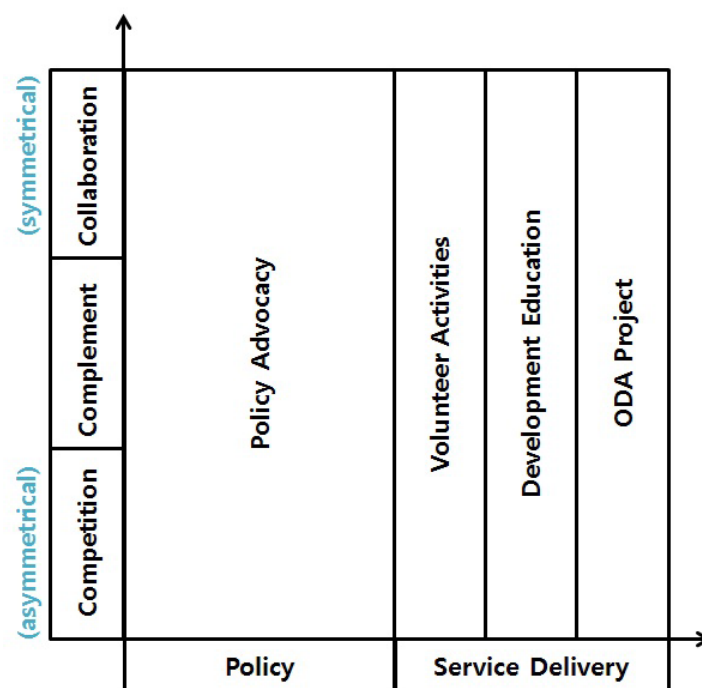 (symmetrical)
Collaboration
Complement
Competition
(asymmetrical)
Policy Advocacy
Volunteer Activities
Development Education
ODA Project
Policy
Service Delivery